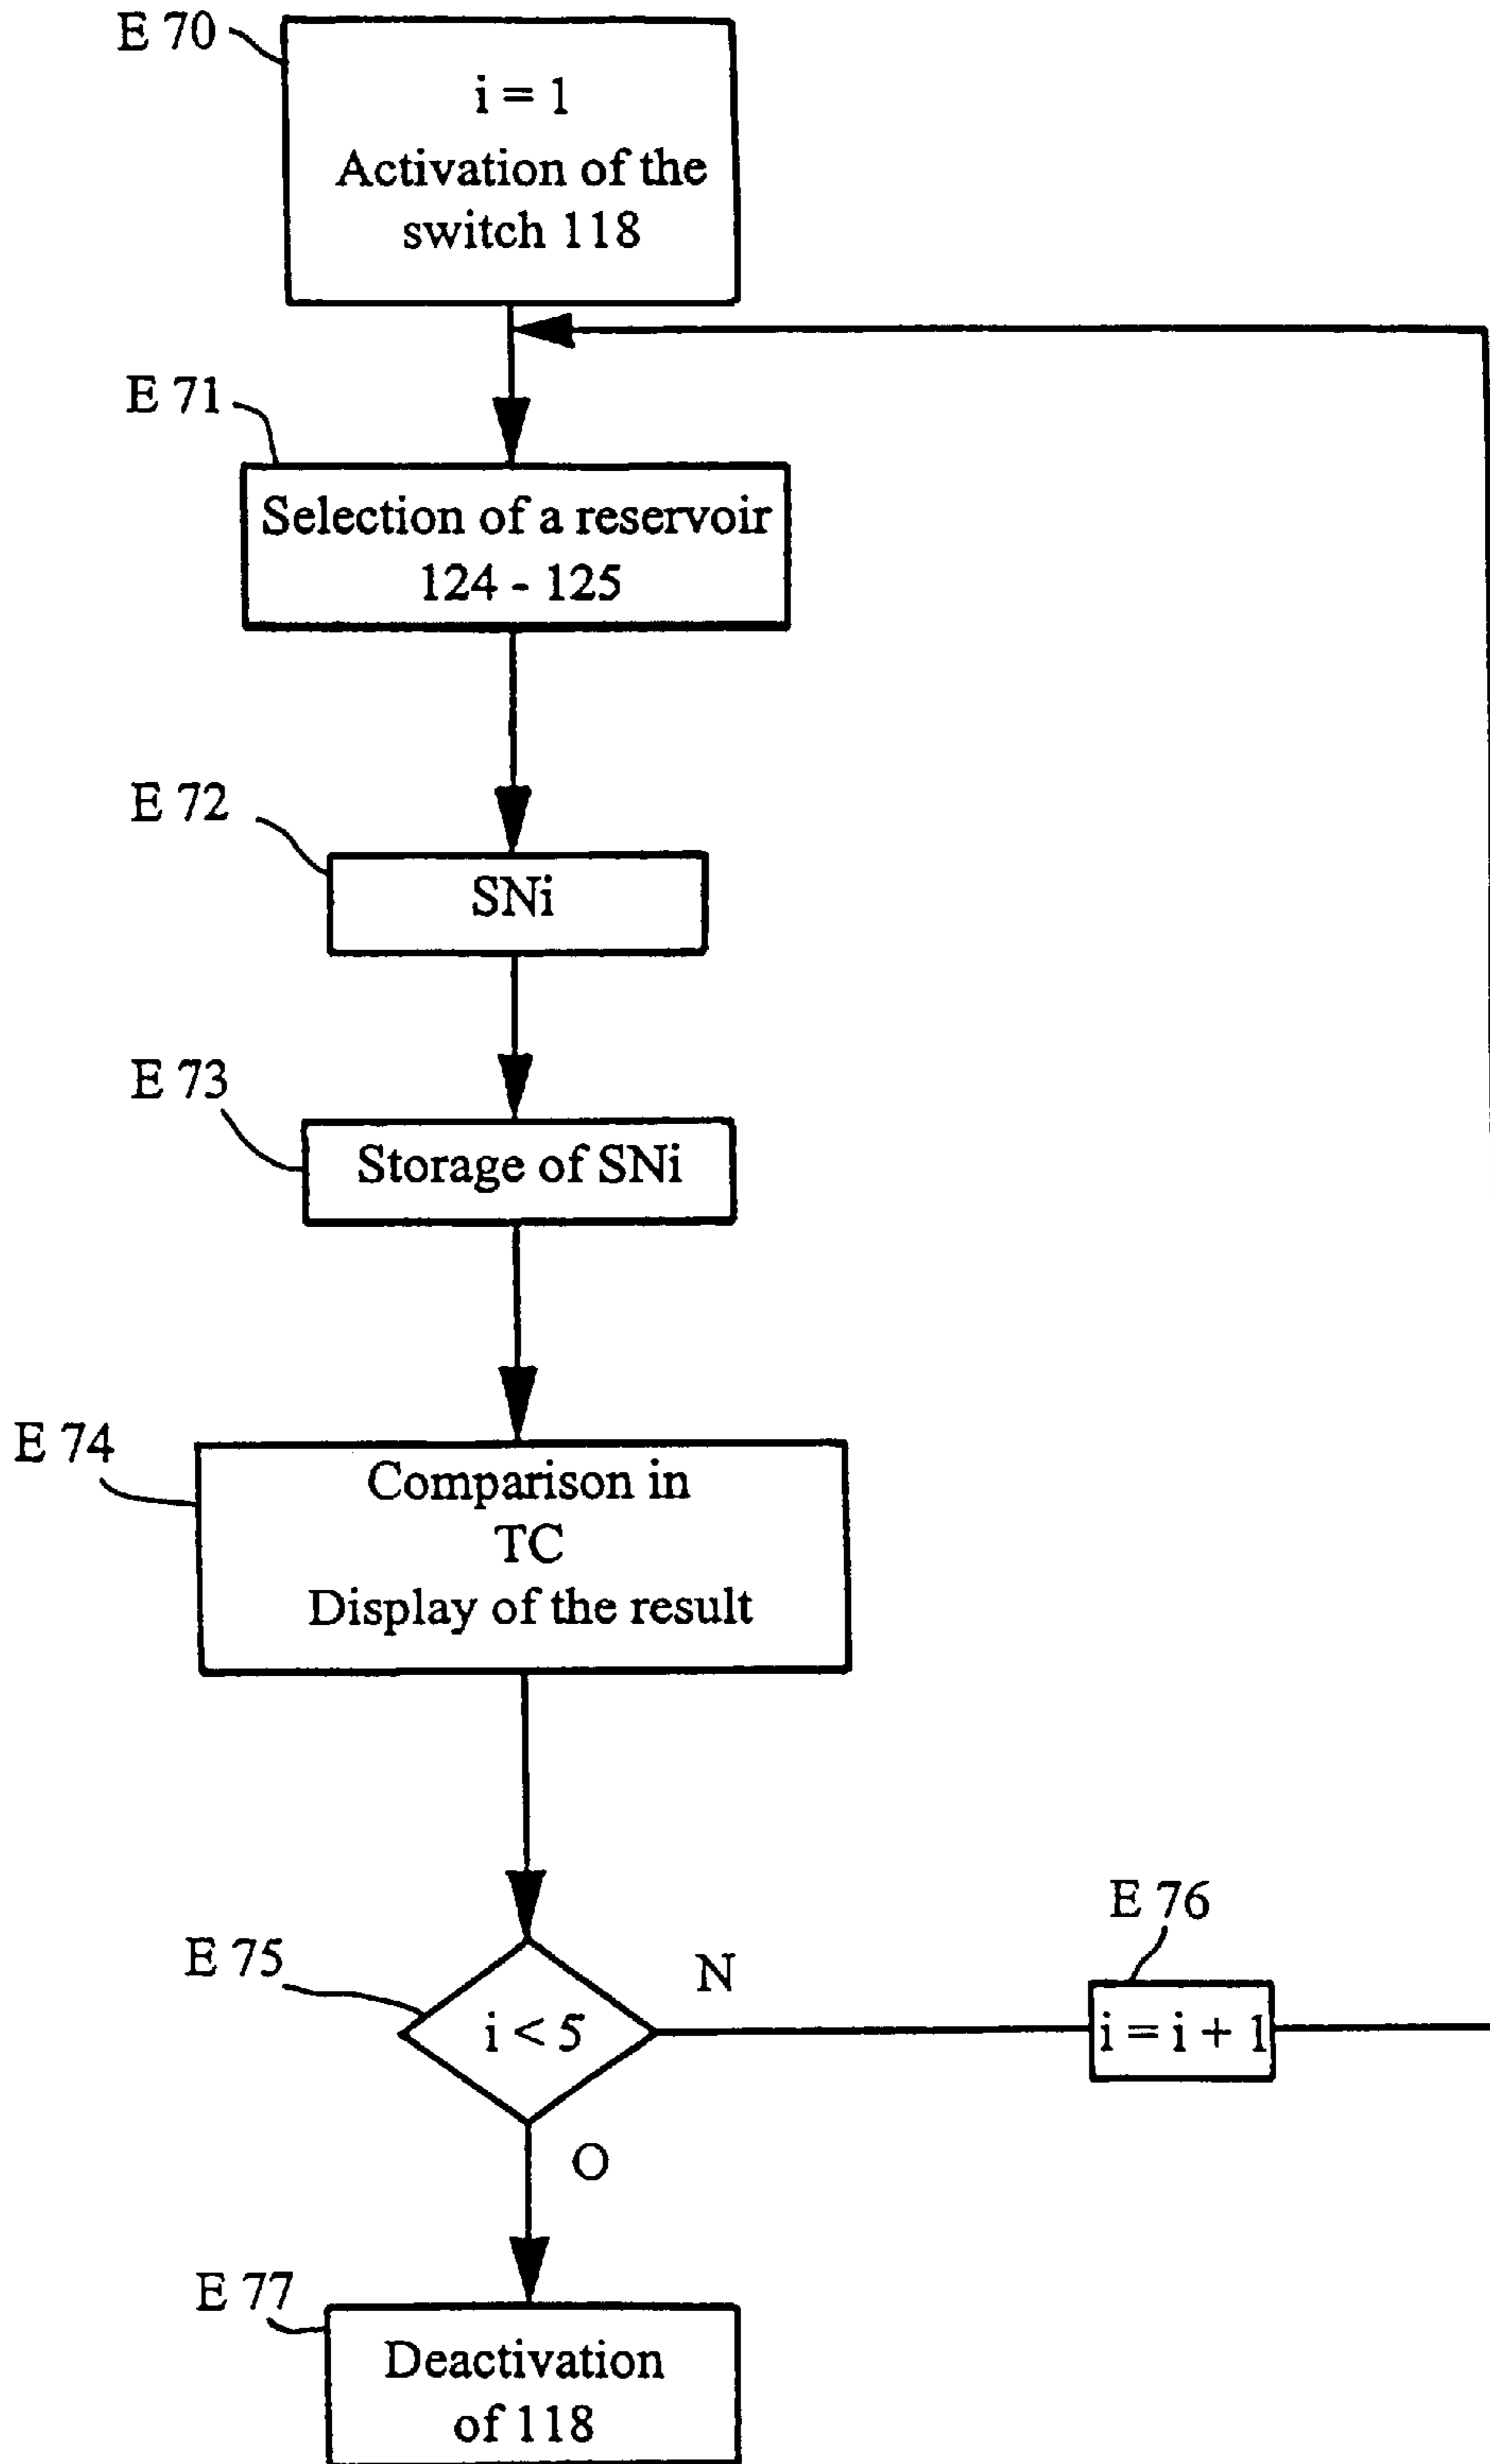 E 70
i = 1
Activation of the
switch 118
E 71
Selection of a reservoir
124 - 125
E 72
SNi
E 73
Storage of SNi
E 74
Comparison in
TC
Display of the result
E 75
i < 5
N
E 76
i = i + 1
O
E 77
Deactivation
of 118